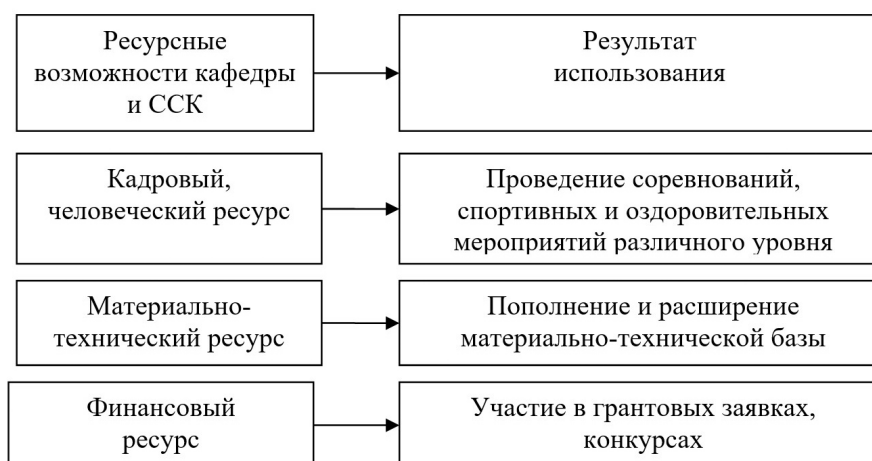 Ресурсные
возможности кафедры
и ССК
Результат
использования
Кадровый,
человеческий ресурс
Проведение соревнований,
спортивных и оздоровительных
мероприятий различного уровня
Материально-
технический ресурс
Пополнение и расширение
материально-технической базы
Финансовый
ресурс
Участие в грантовых заявках,
конкурсах